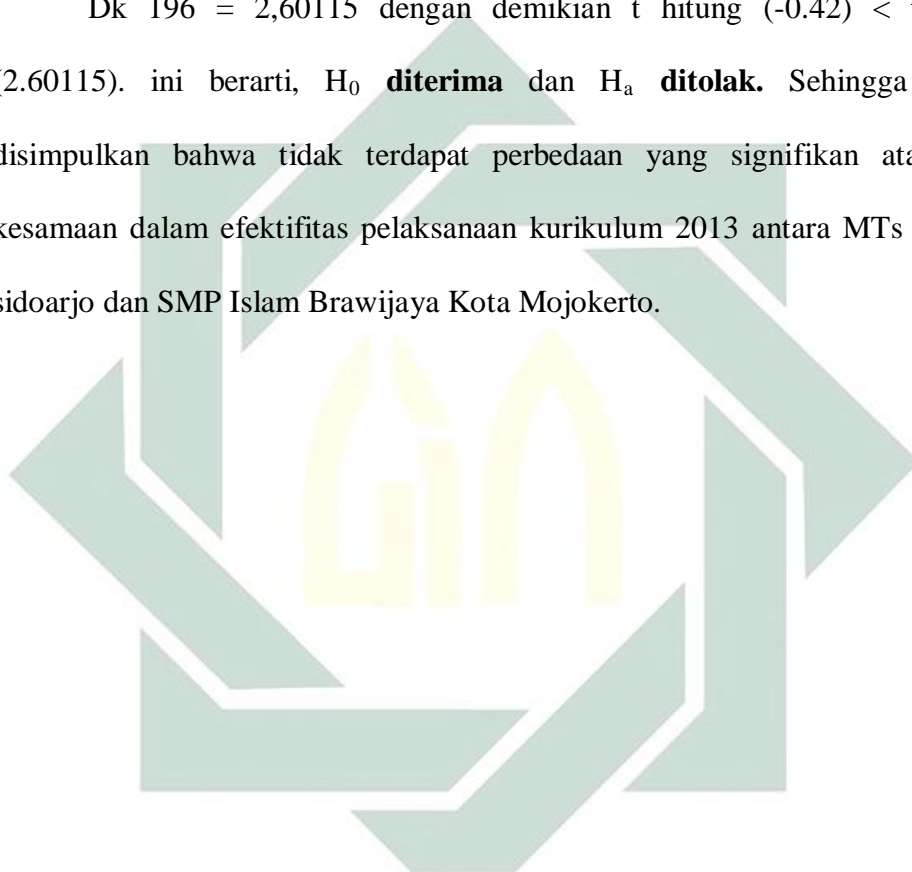 Dk 196 = 2,60115 dengan demikian t hitung (-0.42) <
(2.60115). ini berarti, H₀ diterima dan Hₐ ditolak. Sehingga
disimpulkan bahwa tidak terdapat perbedaan yang signifikan
kesamaan dalam efektifitas pelaksanaan kurikulum 2013 antara MTs
sidoarjo dan SMP Islam Brawijaya Kota Mojokerto.